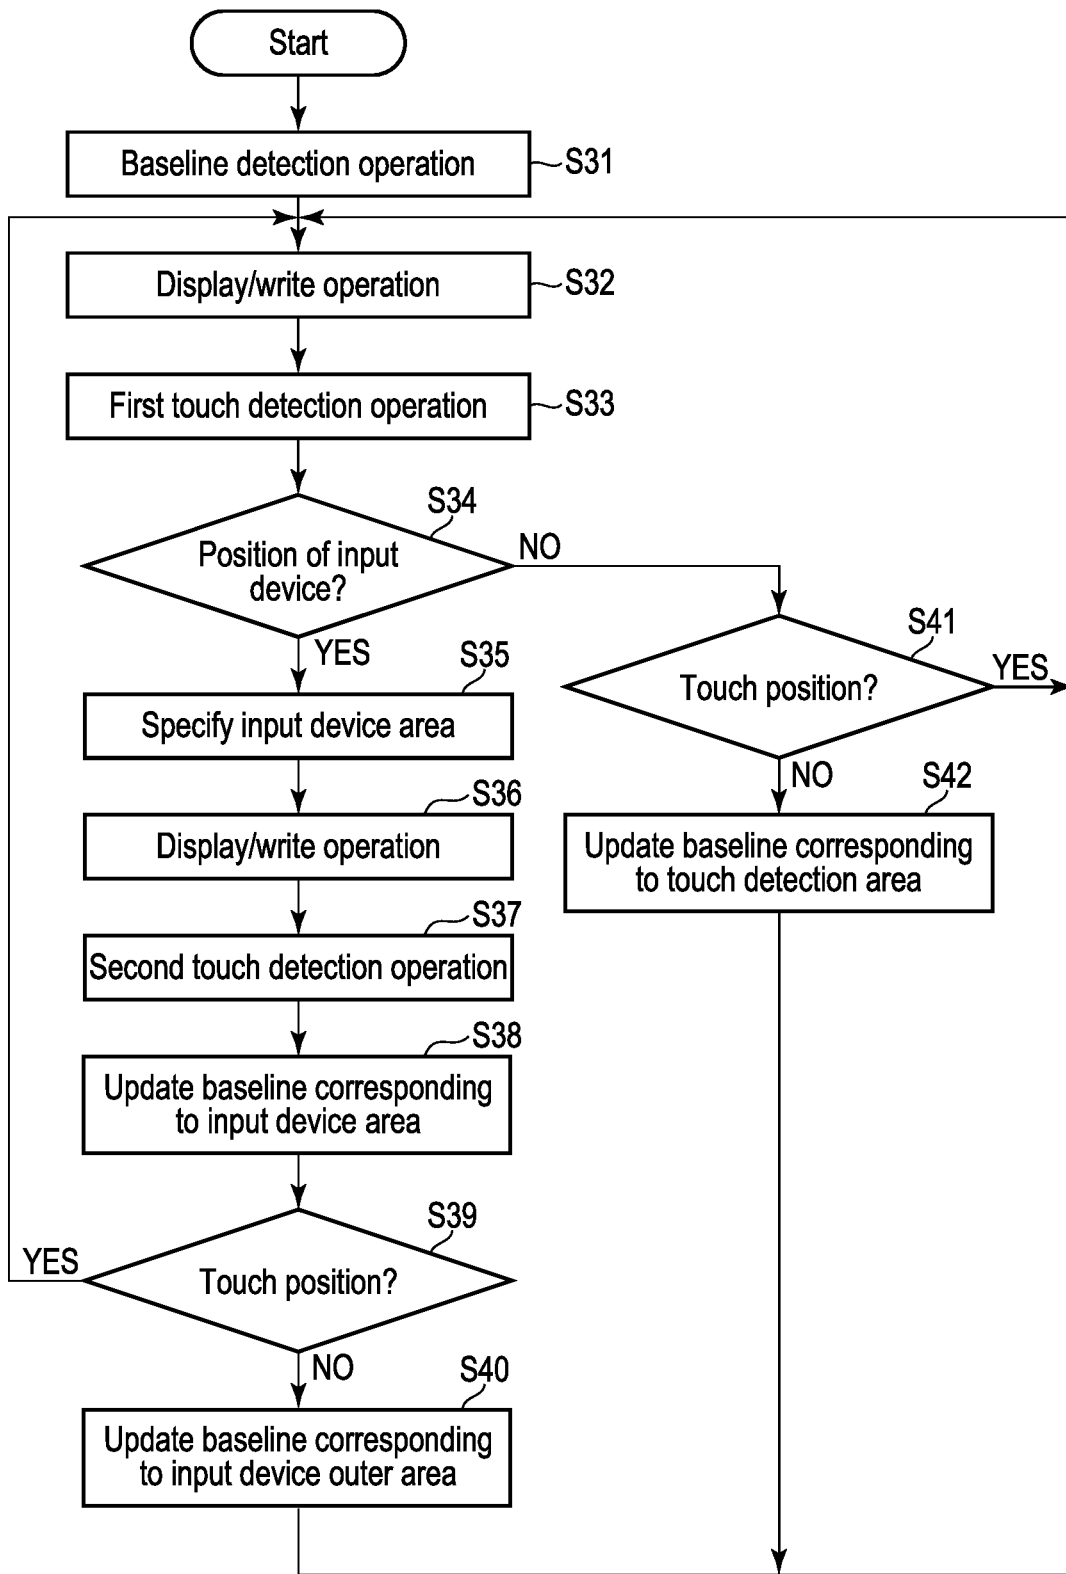 Start
Baseline detection operation
S31
Display/write operation
S32
First touch detection operation
S33
S34
Position of input
device?
NO
YES
S41
Touch position?
YES
NO
S35
Specify input device area
S42
Update baseline corresponding
to touch detection area
S36
Display/write operation
S37
Second touch detection operation
S38
Update baseline corresponding
to input device area
S39
YES
Touch position?
NO
S40
Update baseline corresponding
to input device outer area